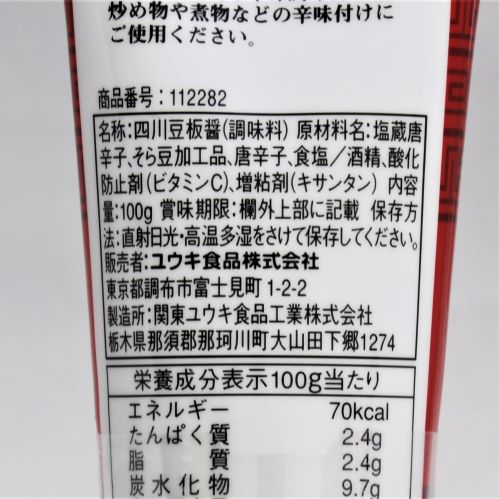 炒め物や煮物などの辛味付けに
ご使用ください。
商品番号：112282
名称：四川豆板醤（調味料） 原材料名：塩蔵唐
辛子、そら豆加工品、唐辛子、食塩／酒精、酸化
防止剤（ビタミンC）、増粘剤（キサンタン） 内容
量：100g 賞味期限：欄外上部に記載 保存方
法：直射日光・高温多湿をさけて保存してください。
販売者：ユウキ食品株式会社
東京都調布市富士見町1-2-2
製造所：関東ユウキ食品工業株式会社
栃木県那須郡那珂川町大山田下郷1274
栄養成分表示100g当たり
エネルギー 70kcal
たんぱく質 2.4g
脂質 2.4g
炭水化物 9.7g